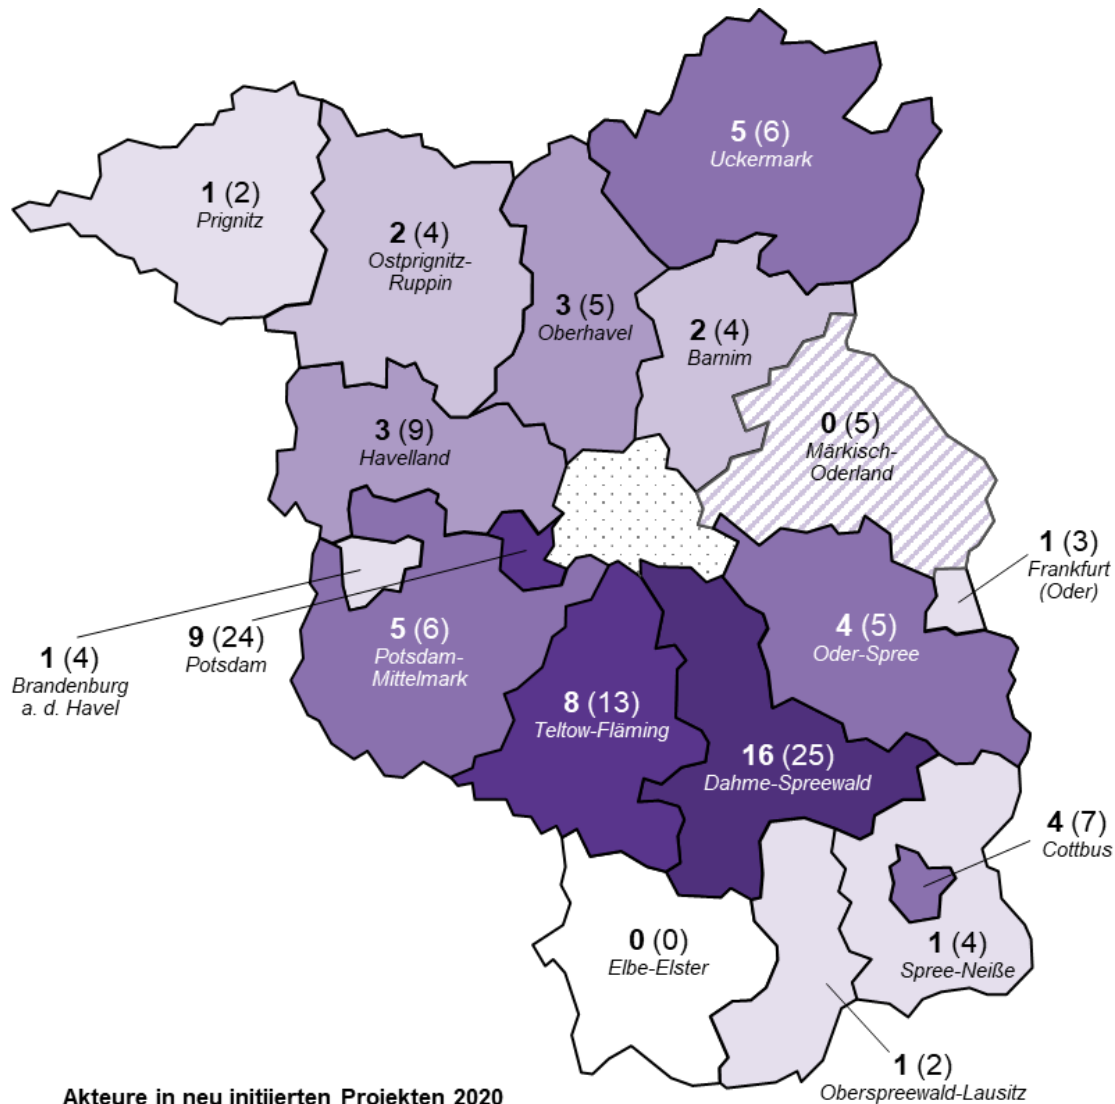 5 (6)
Uckermark
1 (2)
Prignitz
2 (4)
Ostprignitz-
Ruppin
3 (5)
Oberhavel
2 (4)
Barnim
0 (5)
Märkisch-
Oderland
3 (9)
Havelland
1 (3)
Frankfurt
(Oder)
1 (4)
Brandenburg
a. d. Havel
9 (24)
Potsdam
5 (6)
Potsdam-
Mittelmark
4 (5)
Oder-Spree
8 (13)
Teltow-Fläming
16 (25)
Dahme-Spreewald
4 (7)
Cottbus
0 (0)
Elbe-Elster
1 (4)
Spree-Neiße
1 (2)
Oberspreewald-Lausitz
Akteure in neu initiierten Projekten 2020